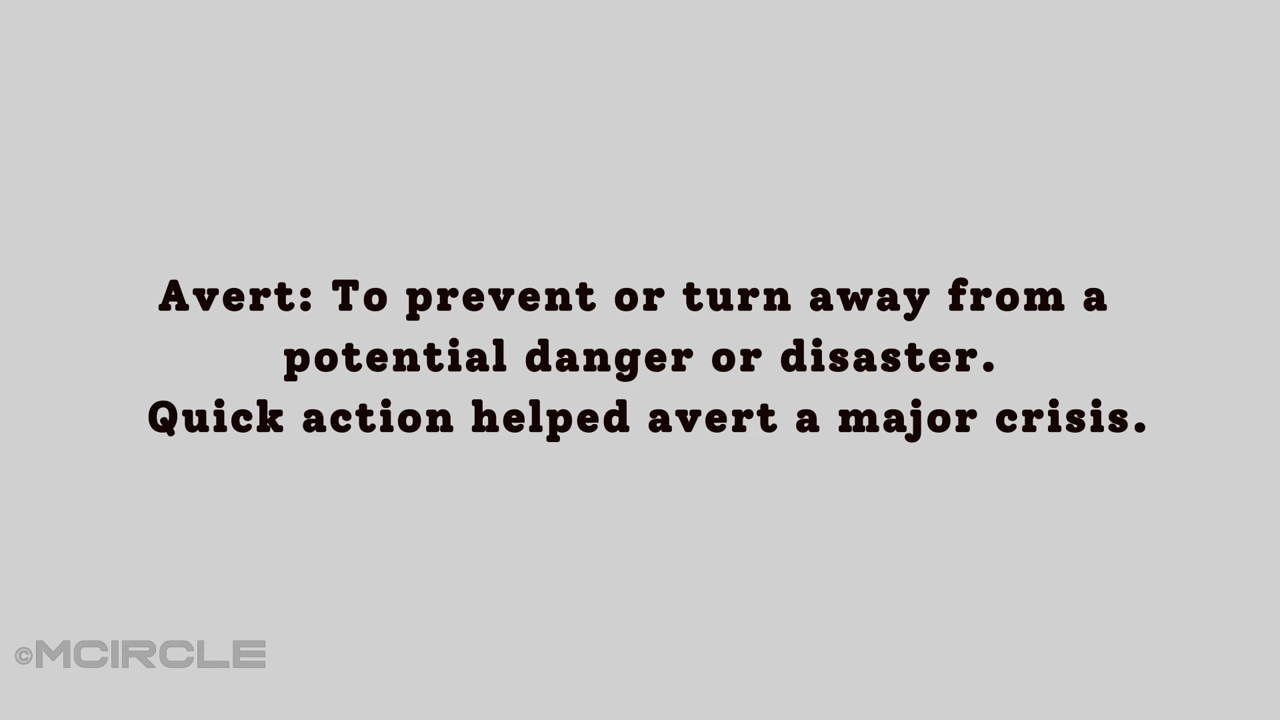 Avert: To prevent or turn away from a
potential danger or disaster.
Quick action helped avert a major crisis.
©MCIRCLE